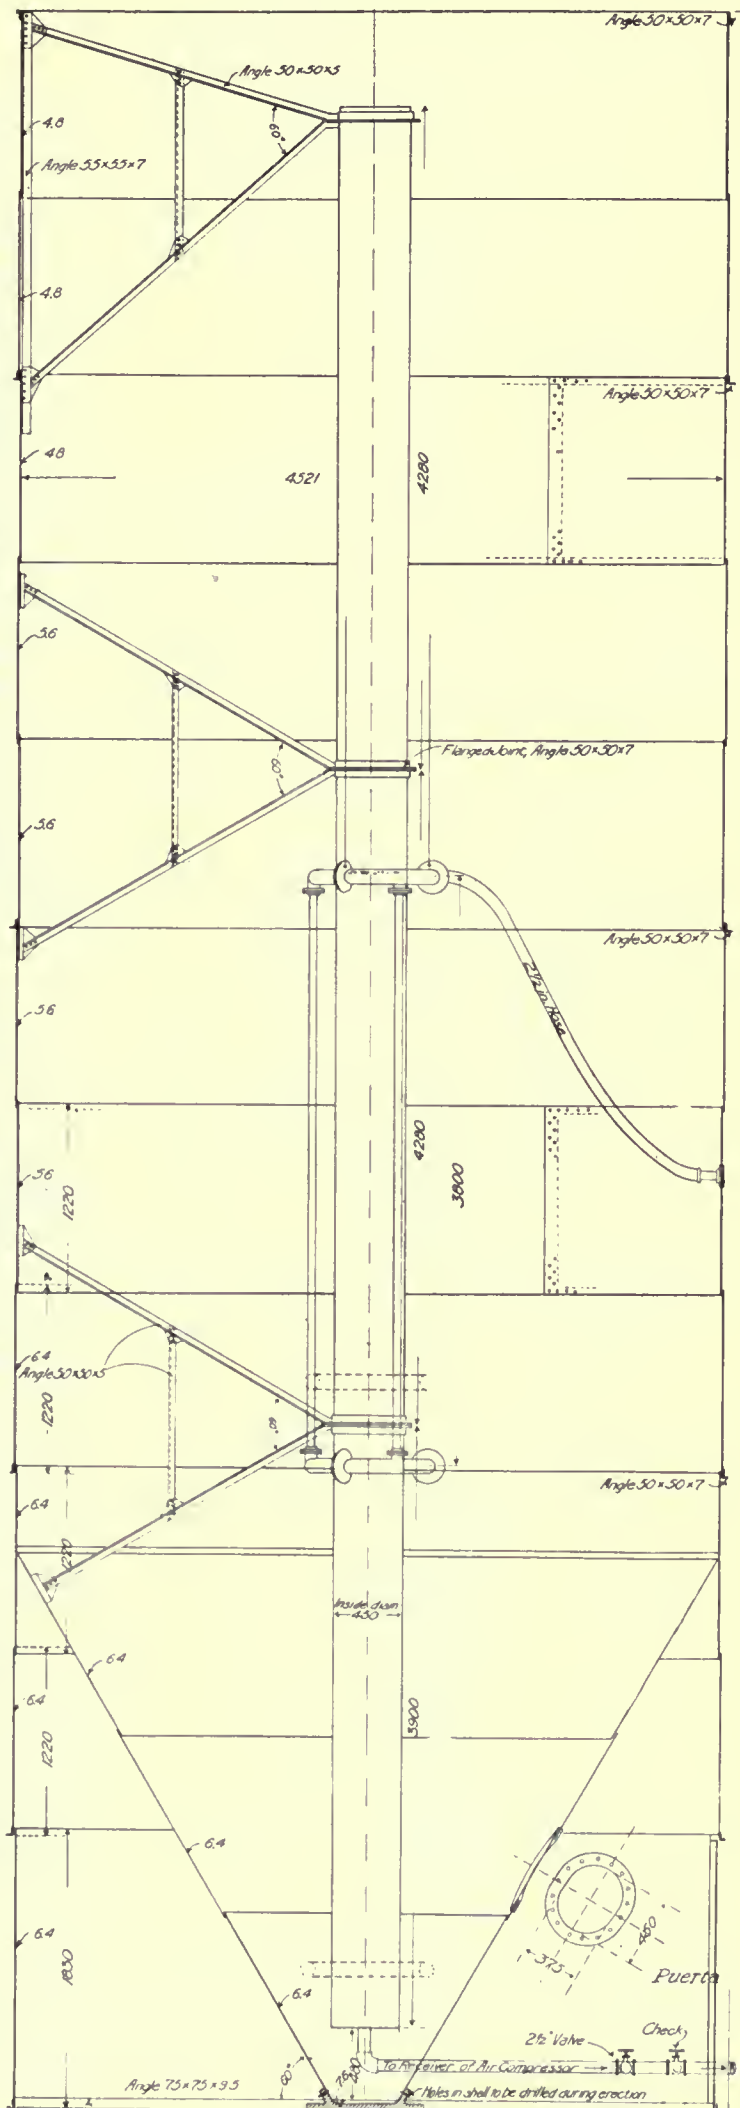 Angle 50×50×7
Angle 50×50×5
4.8
60°
Angle 55×55×7
4.8
Angle 50×50×7
4.8
4521
4280
5.6
Flanged Joint, Angle 50×50×7
60°
5.6
Angle 50×50×7
2½ in. Hose
5.6
4280
3800
5.6
1220
6.4
Angle 50×50×5
1220
60°
Angle 50×50×7
6.4
1220
Inside diam
450
6.4
6.4
3900
1220
6.4
450
375
6.4
1830
Puerta
6.4
2½" Valve
Check
To Receiver of Air Compressor
60°
Angle 75×75×9.5
Holes in shell to be drilled during erection